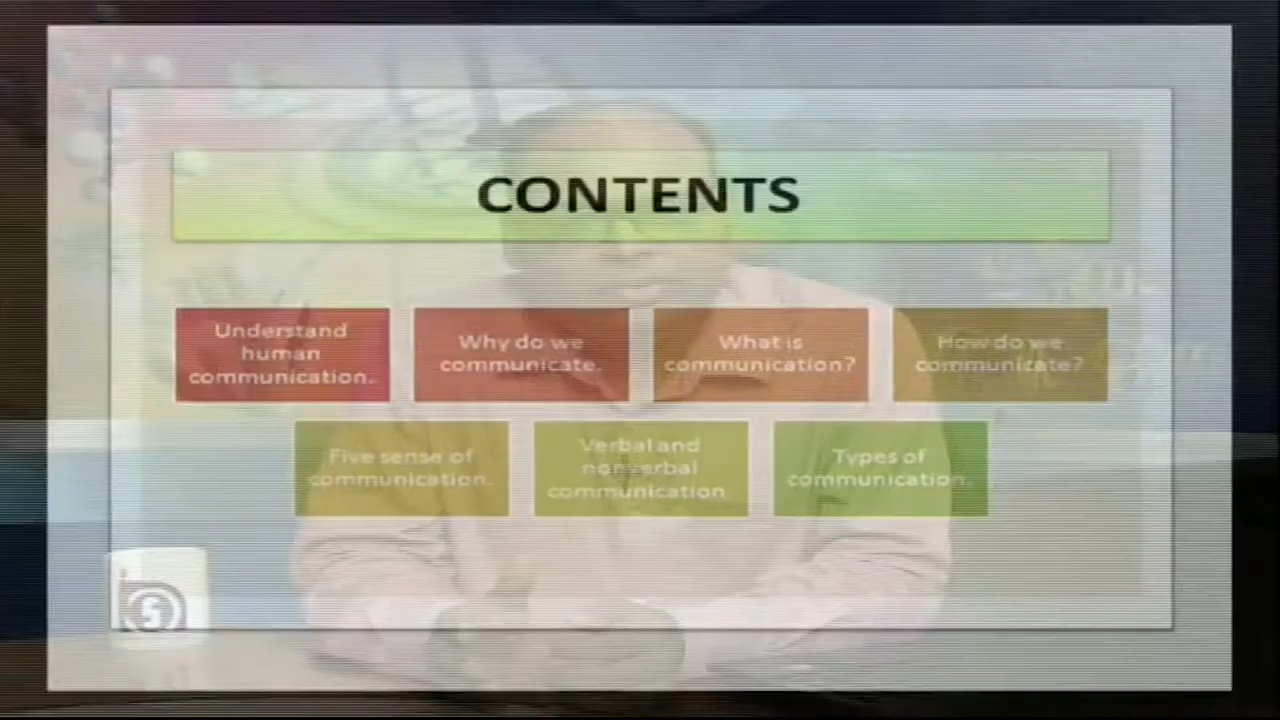 CONTENTS
Understand
human
communication.
Why do we
communicate.
What is
communication?
How do we
communicate?
Five sense of
communication.
Verbal and
nonverbal
communication
Types of
communication.
S